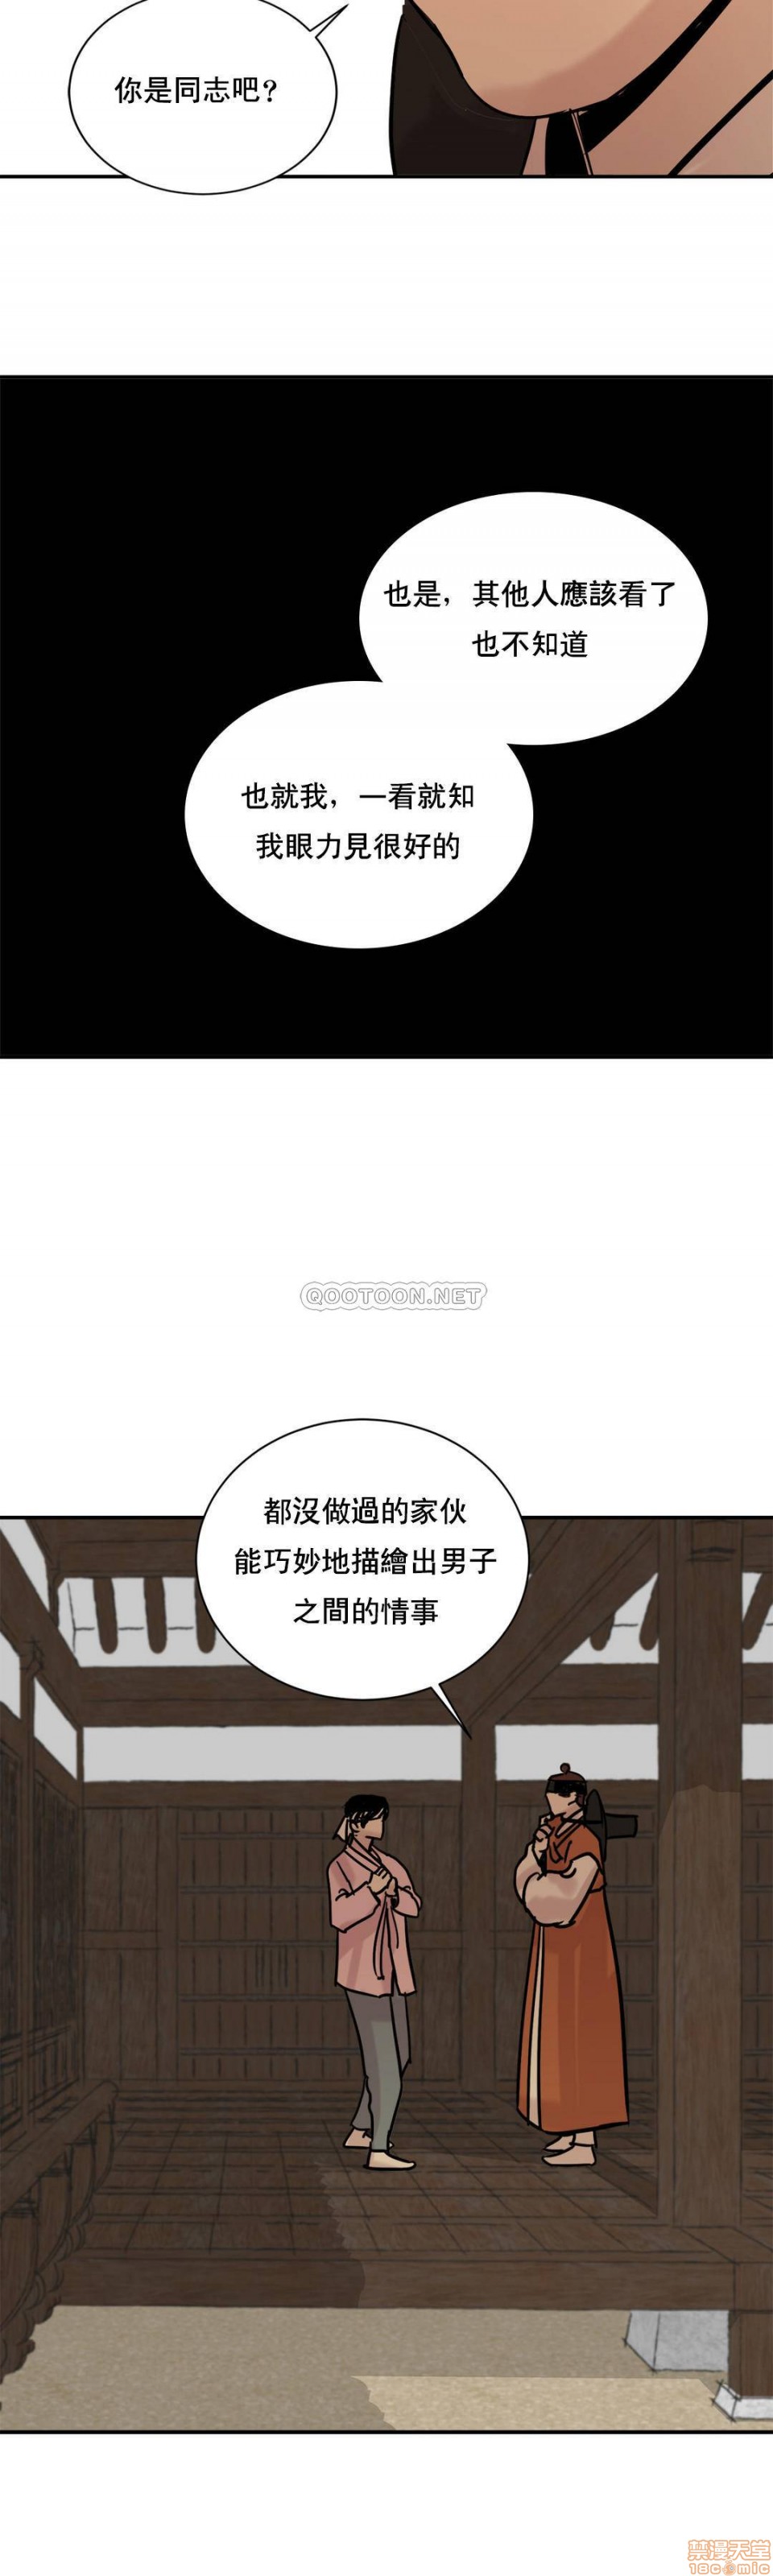 你是同志吧？
也是，其他人應該看了
也不知道
也就我，一看就知
我眼力見很好的
QOOTOON.NET
都沒做過的家伙
能巧妙地描繪出男子
之間的情事
禁漫天堂
18comic